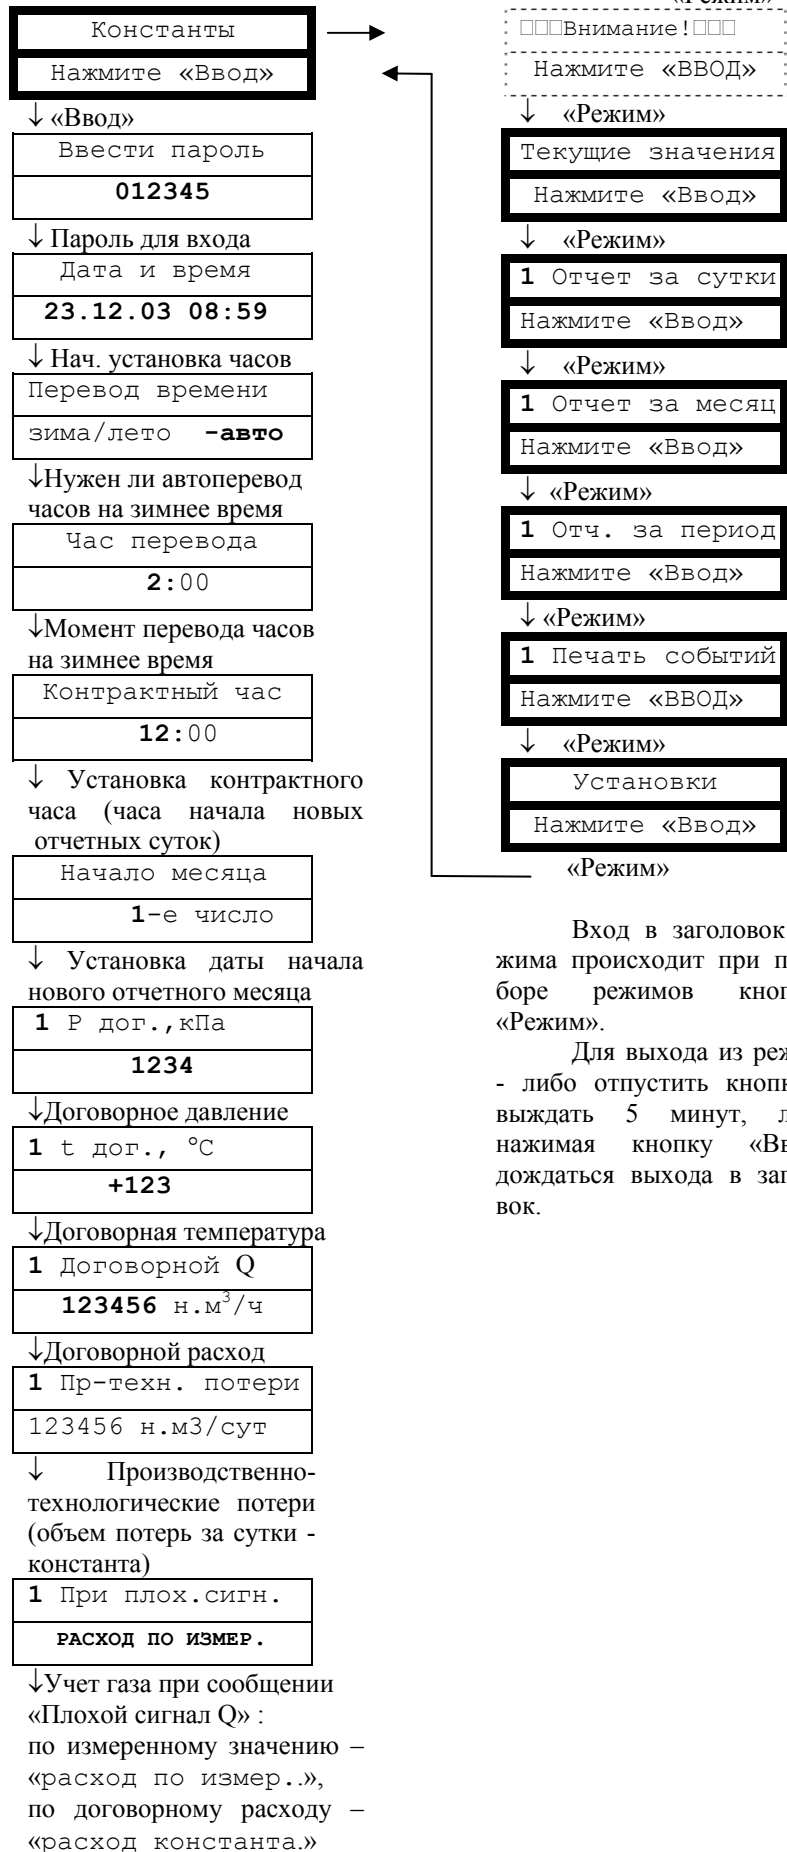 Константы
Нажмите «Ввод»
↓ «Ввод»
Ввести пароль
012345
↓ Пароль для входа
Дата и время
23.12.03 08:59
↓ Нач. установка часов
Перевод времени
зима/лето -авто
↓Нужен ли автоперевод
часов на зимнее время
Час перевода
2:00
↓Момент перевода часов
на зимнее время
Контрактный час
12:00
↓ Установка контрактного
часа (часа начала новых
отчетных суток)
Начало месяца
1-е число
↓ Установка даты начала
нового отчетного месяца
1 Р дог.,кПа
1234
↓Договорное давление
1 t дог., °С
+123
↓Договорная температура
1 Договорной Q
123456 н.м³/ч
↓Договорной расход
1 Пр-техн. потери
123456 н.м3/сут
↓ Производственно-
технологические потери
(объем потерь за сутки -
константа)
1 При плох.сигн.
РАСХОД ПО ИЗМЕР.
↓Учет газа при сообщении
«Плохой сигнал Q» :
по измеренному значению –
«расход по измер..»,
по договорному расходу –
«расход константа.»
«Режим»
□□□Внимание!□□□
Нажмите «ВВОД»
↓ «Режим»
Текущие значения
Нажмите «Ввод»
↓ «Режим»
1 Отчет за сутки
Нажмите «Ввод»
↓ «Режим»
1 Отчет за месяц
Нажмите «Ввод»
↓ «Режим»
1 Отч. за период
Нажмите «Ввод»
↓ «Режим»
1 Печать событий
Нажмите «ВВОД»
↓ «Режим»
Установки
Нажмите «Ввод»
«Режим»
Вход в заголовок
жима происходит при п
боре режимов кноп
«Режим».
Для выхода из реж
- либо отпустить кнопк
выждать 5 минут, л
нажимая кнопку «Вв
дождаться выхода в заг
вок.